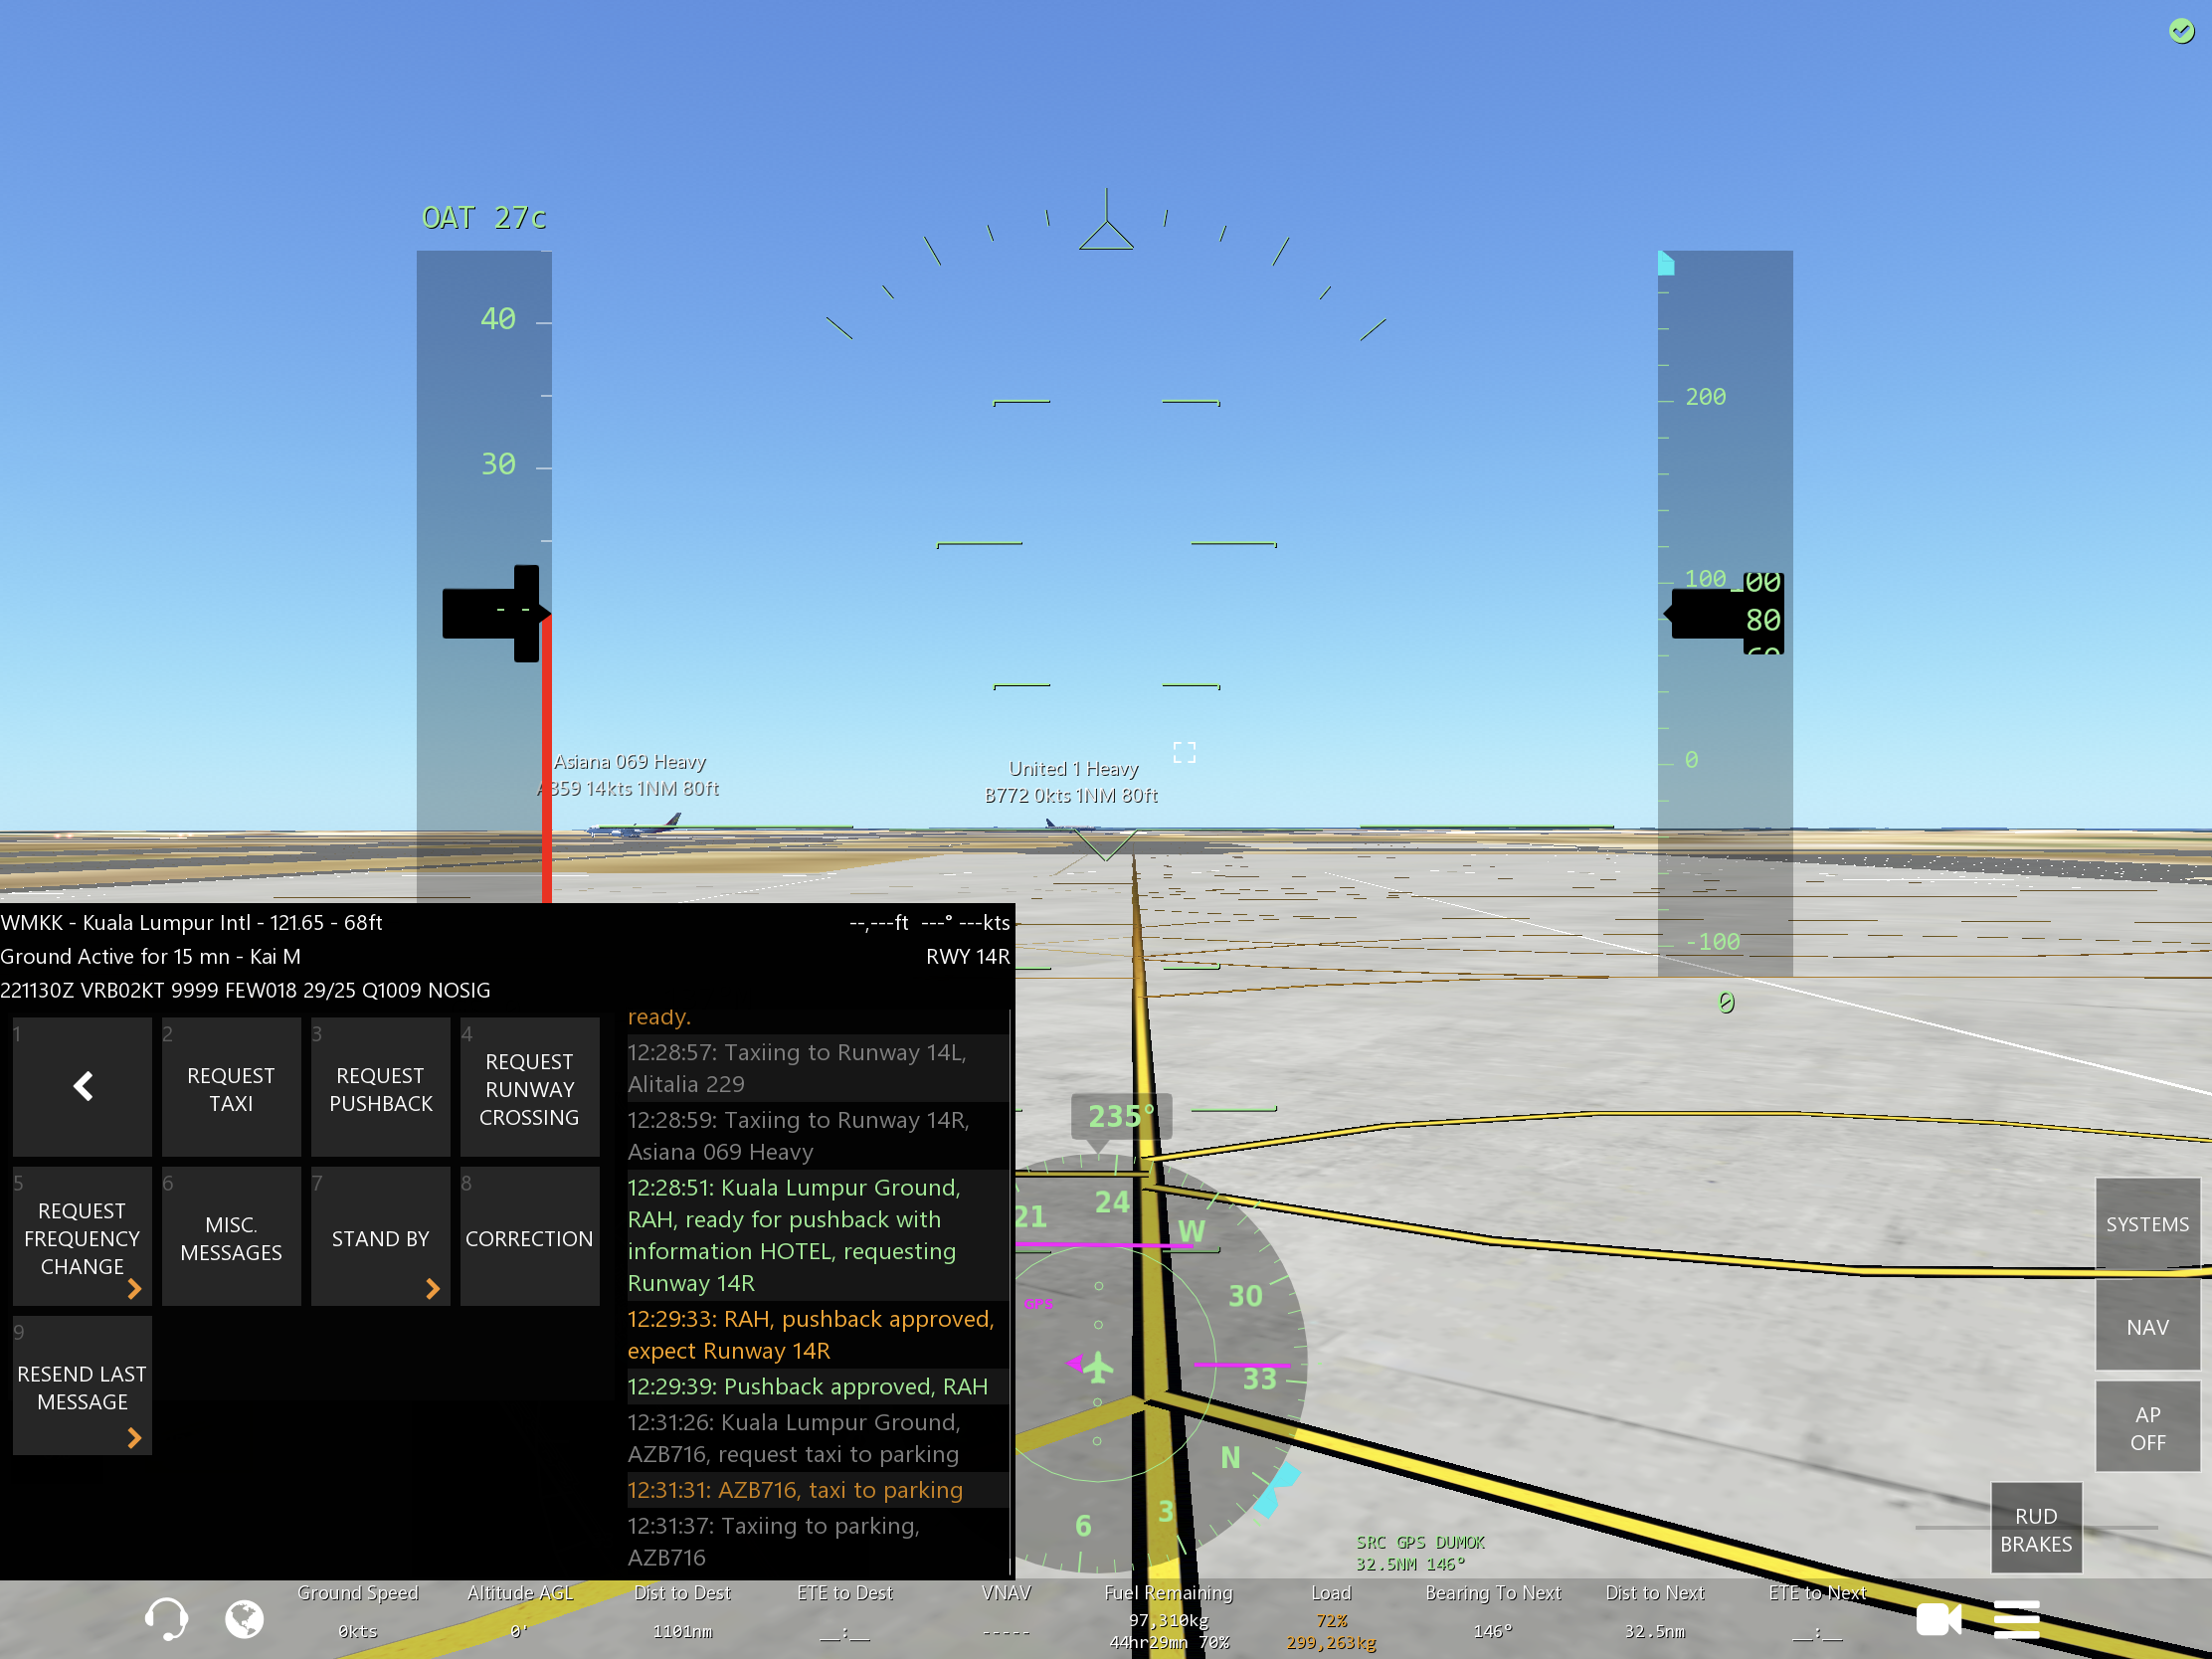 OAT 27c
40
30
- -
200
100
00
80
60
0
-100
0
Asiana 069 Heavy
A359 14kts 1NM 80ft
United 1 Heavy
B772 0kts 1NM 80ft
WMKK - Kuala Lumpur Intl - 121.65 - 68ft
--,---ft ---° ---kts
Ground Active for 15 mn - Kai M
RWY 14R
221130Z VRB02KT 9999 FEW018 29/25 Q1009 NOSIG
1
2
REQUEST
TAXI
3
REQUEST
PUSHBACK
4
REQUEST
RUNWAY
CROSSING
5
REQUEST
FREQUENCY
CHANGE
6
MISC.
MESSAGES
7
STAND BY
8
CORRECTION
9
RESEND LAST
MESSAGE
ready.
12:28:57: Taxiing to Runway 14L,
Alitalia 229
12:28:59: Taxiing to Runway 14R,
Asiana 069 Heavy
12:28:51: Kuala Lumpur Ground,
RAH, ready for pushback with
information HOTEL, requesting
Runway 14R
12:29:33: RAH, pushback approved,
expect Runway 14R
12:29:39: Pushback approved, RAH
12:31:26: Kuala Lumpur Ground,
AZB716, request taxi to parking
12:31:31: AZB716, taxi to parking
12:31:37: Taxiing to parking,
AZB716
235°
21
24
W
30
33
N
3
6
GPS
SRC GPS DUMOK
32.5NM 146°
SYSTEMS
NAV
AP
OFF
RUD
BRAKES
Ground Speed
0kts
Altitude AGL
0'
Dist to Dest
1101nm
ETE to Dest
__:__
VNAV
-----
Fuel Remaining
97,310kg
44hr29mn 70%
Load
72%
299,263kg
Bearing To Next
146°
Dist to Next
32.5nm
ETE to Next
__:__